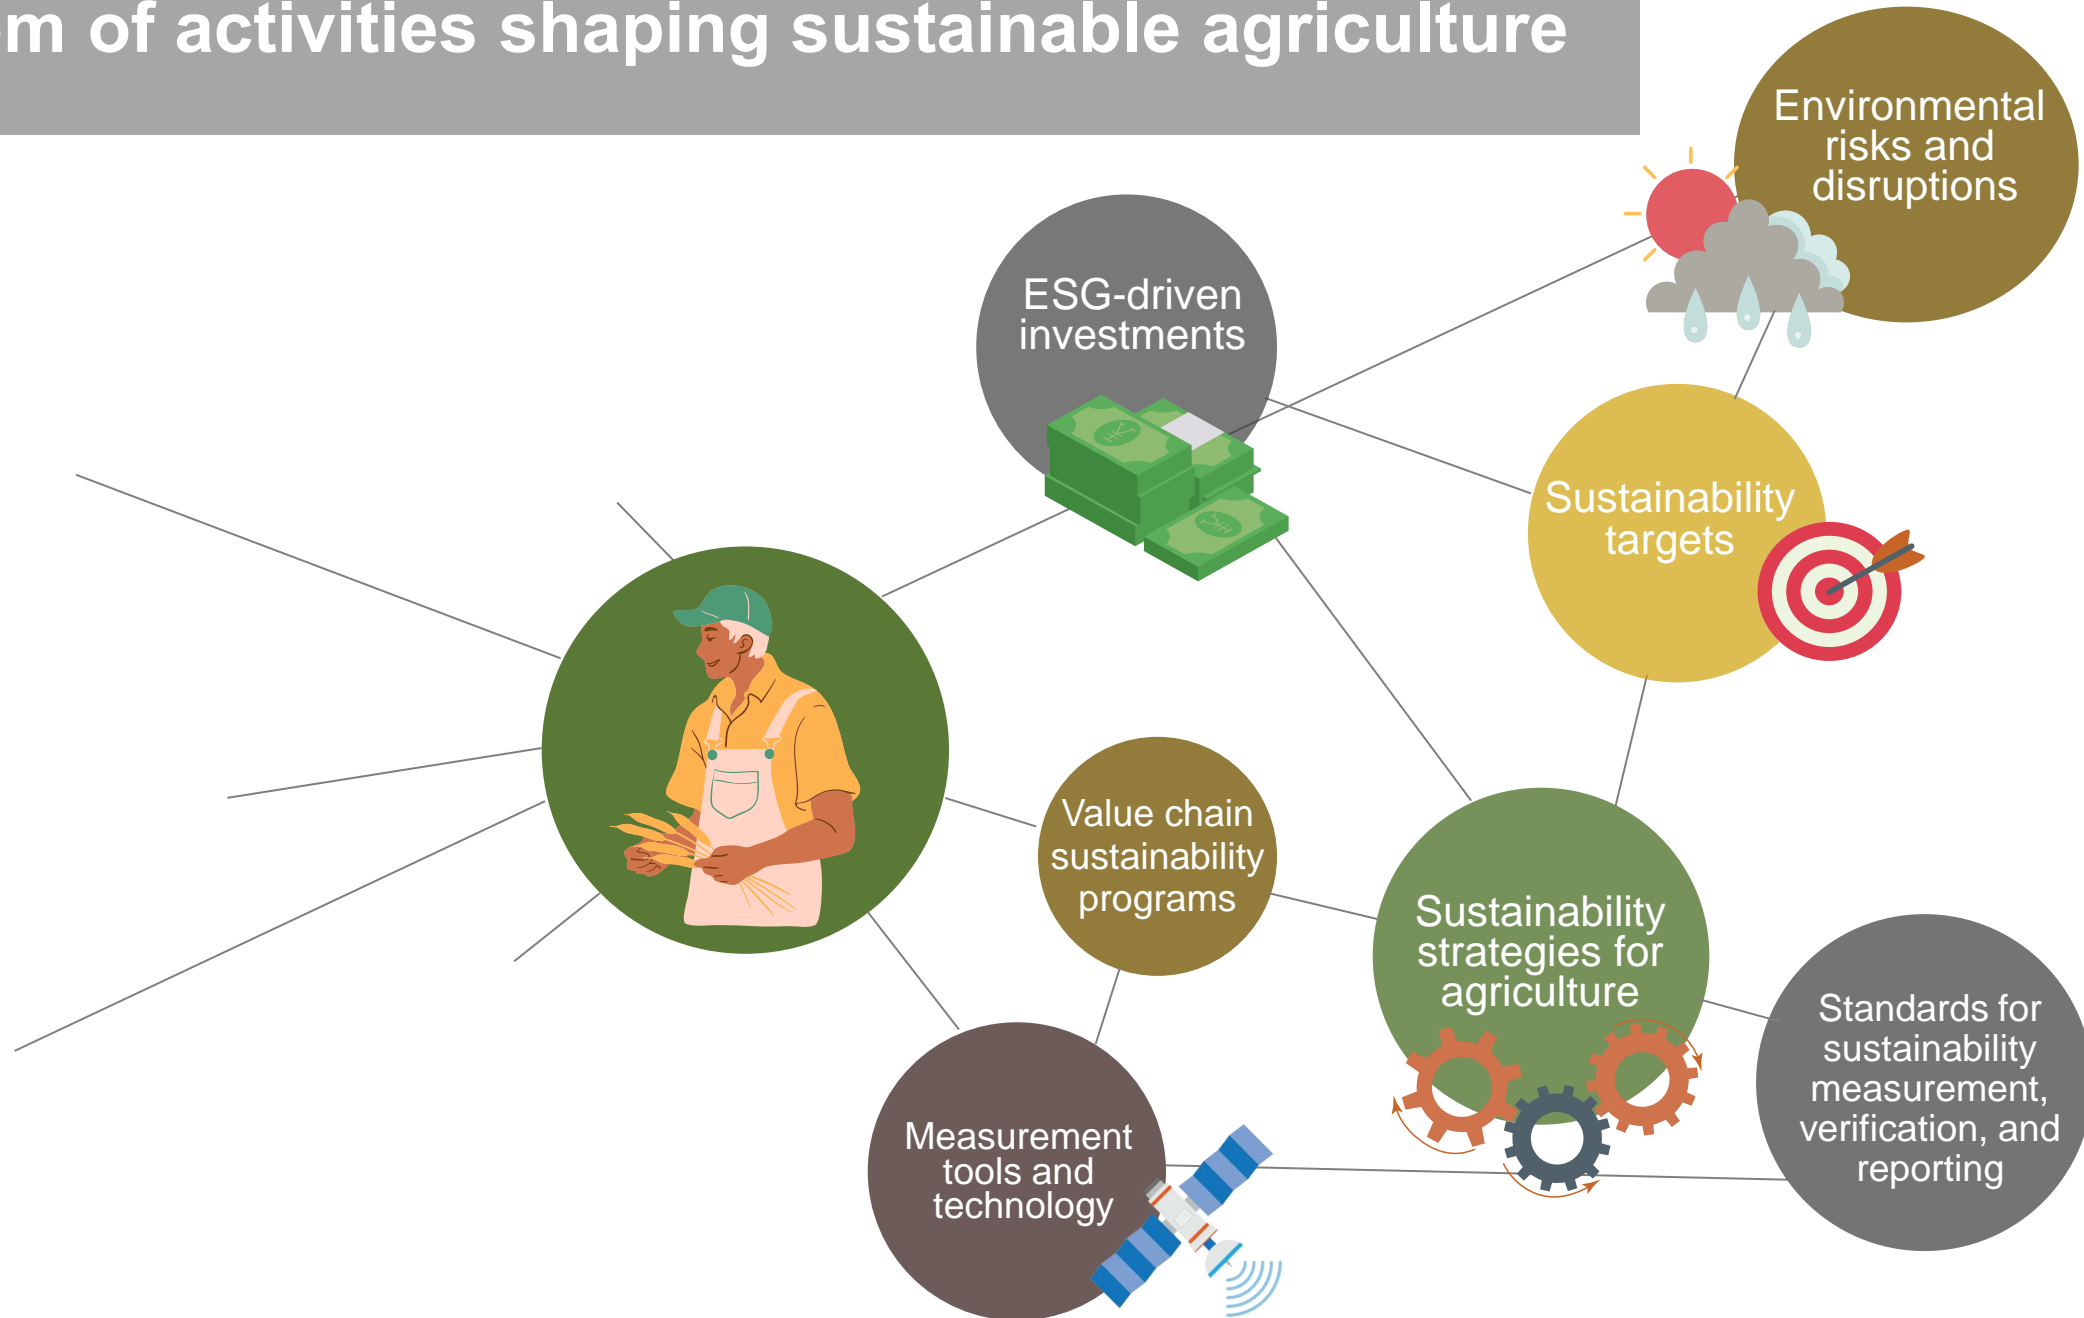 of activities shaping sustainable agriculture
Environmental
risks and
disruptions
ESG-driven
investments
Sustainability
targets
Value chain
sustainability
programs
Sustainability
strategies for
agriculture
Standards for
sustainability
measurement,
verification, and
reporting
Measurement
tools and
technology